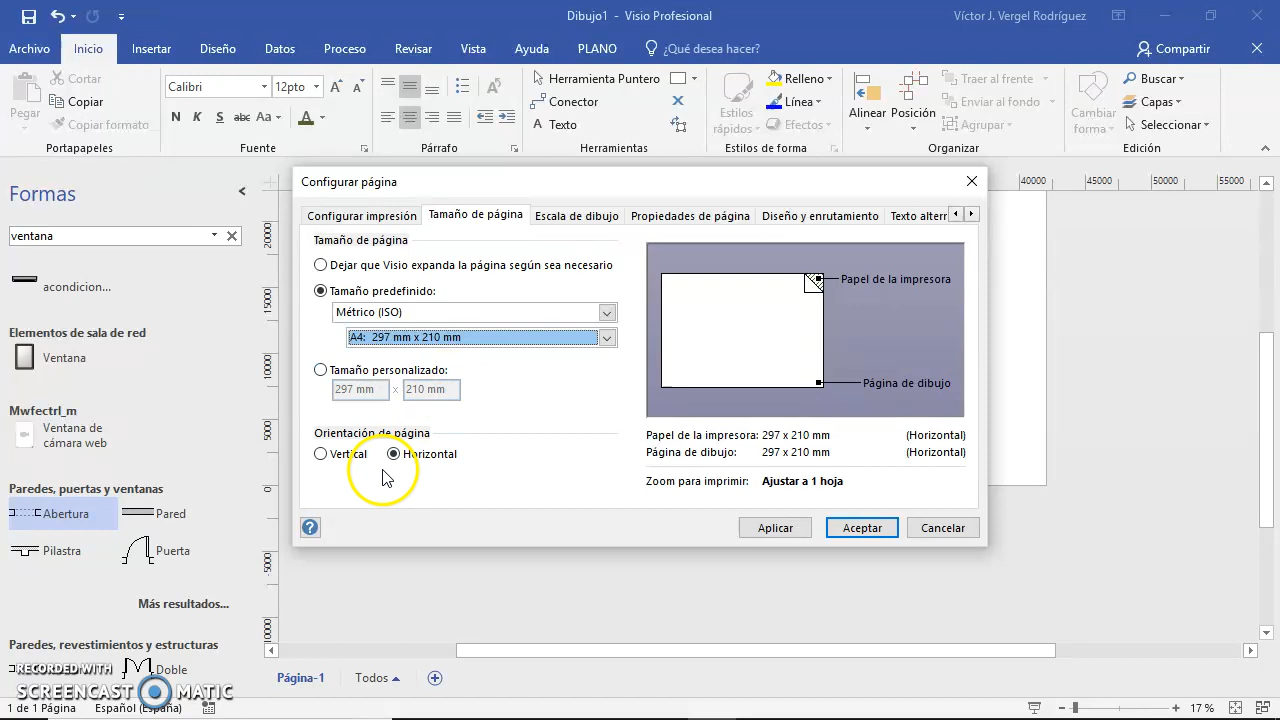 Dibujo1 - Visio Profesional
Víctor J. Vergel Rodríguez
Archivo Inicio Insertar Diseño Datos Proceso Revisar Vista Ayuda PLANO ¿Qué desea hacer? Compartir
Pegar
Cortar
Copiar
Copiar formato
Portapapeles
Calibri 12pto
N K S abc Aa A
Fuente
Párrafo
Herramienta Puntero
Conector
Texto
Herramientas
Estilos
rápidos
Relleno
Línea
Efectos
Estilos de forma
Alinear Posición
Traer al frente
Enviar al fondo
Agrupar
Organizar
Cambiar
forma
Buscar
Capas
Seleccionar
Edición
Formas
ventana
acondicion...
Elementos de sala de red
Ventana
Mwfectrl_m
Ventana de
cámara web
Paredes, puertas y ventanas
Abertura Pared
Pilastra Puerta
Más resultados...
Paredes, revestimientos y estructuras
Doble
RECORDED WITH
SCREENCAST MATIC
40000 45000 50000 55000
20000
15000
10000
5000
0
-5000
10000
Configurar página
Configurar impresión Tamaño de página Escala de dibujo Propiedades de página Diseño y enrutamiento Texto altern
Tamaño de página
Dejar que Visio expanda la página según sea necesario
Tamaño predefinido:
Métrico (ISO)
A4: 297 mm x 210 mm
Tamaño personalizado:
297 mm x 210 mm
Orientación de página
Vertical Horizontal
Papel de la impresora
Página de dibujo
Papel de la impresora: 297 x 210 mm (Horizontal)
Página de dibujo: 297 x 210 mm (Horizontal)
Zoom para imprimir: Ajustar a 1 hoja
Aplicar Aceptar Cancelar
Página-1 Todos
1 de 1 Página Español (España) 17 %